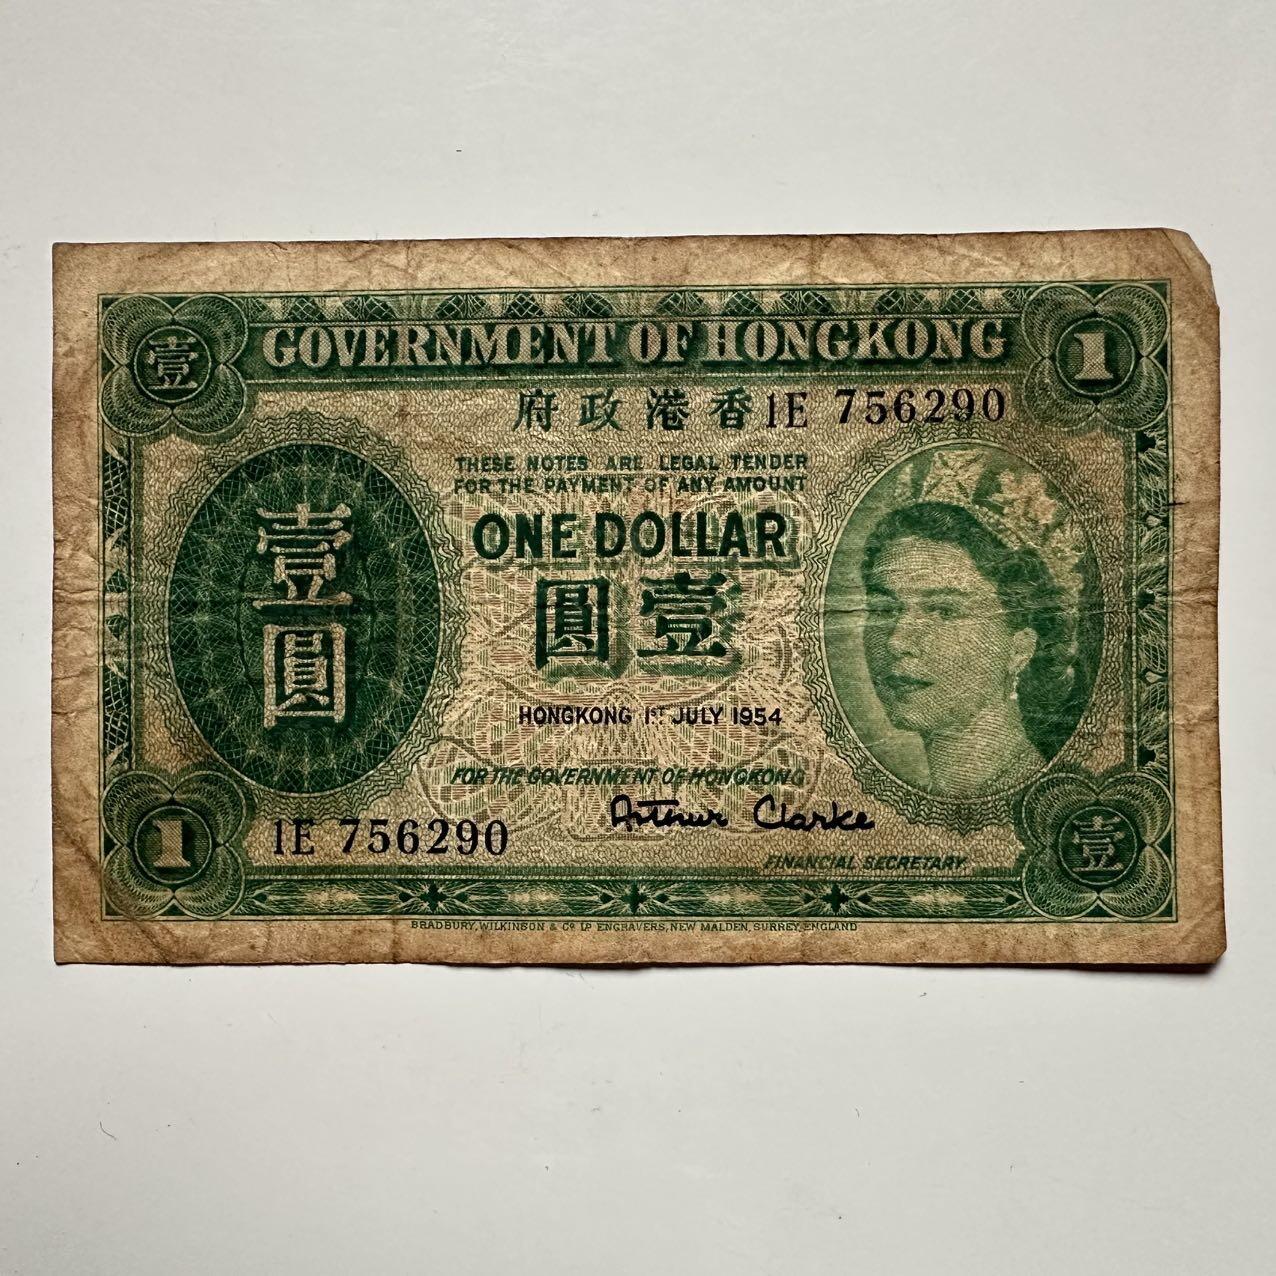 壹
GOVERNMENT OF HONGKONG
1
府政港香
1E 756290
THESE NOTES ARE LEGAL TENDER
FOR THE PAYMENT OF ANY AMOUNT
ONE DOLLAR
圓壹
壹
圓
HONGKONG 1ST JULY 1954
FOR THE GOVERNMENT OF HONGKONG
Arthur Clarke
FINANCIAL SECRETARY
1
1E 756290
壹
BRADBURY, WILKINSON & Co. LD. ENGRAVERS, NEW MALDEN, SURREY, ENGLAND